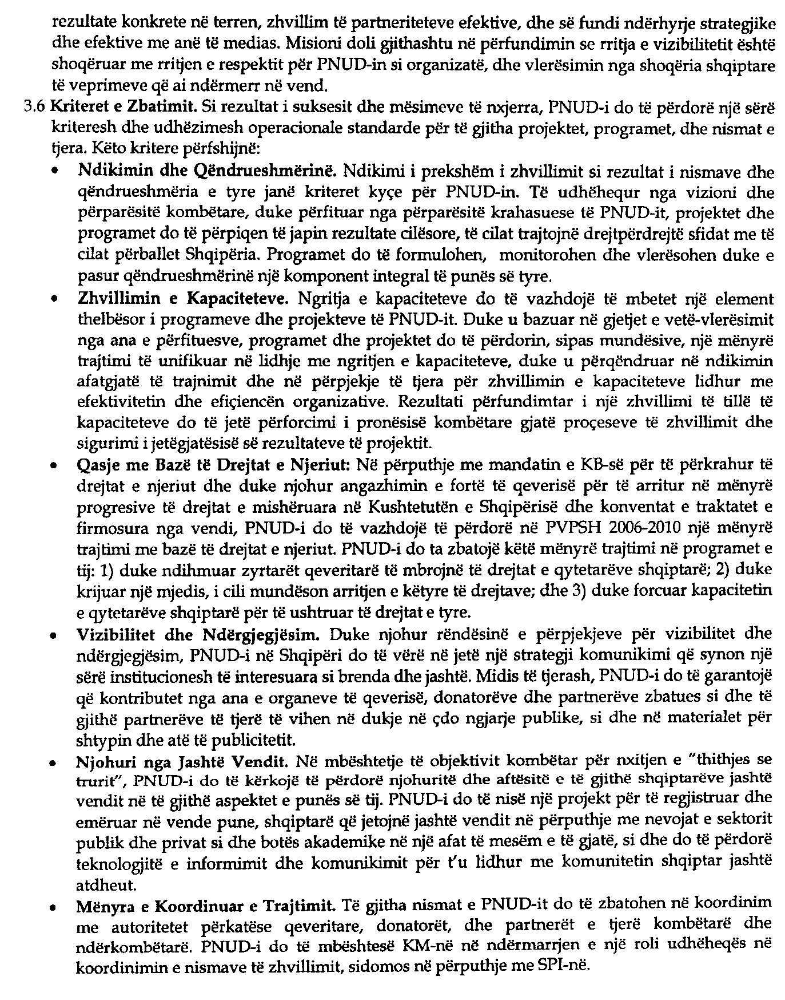 rezultate konkrete në terren, zhvillim të partneriteteve efektive, dhe së fundi ndërhyrje strategjike
dhe efektive me anë të medias. Misioni doli gjithashtu në përfundimin se rritja e vizibilitetit është
shoqëruar me rritjen e respektit për PNUD-in si organizatë, dhe vlerësimin nga shoqëria shqiptare
të veprimeve që ai ndërmerr në vend.
3.6 Kriteret e Zbatimit. Si rezultat i suksesit dhe mësimeve të nxjerra, PNUD-i do të përdorë një sërë
kriteresh dhe udhëzimesh operacionale standarde për të gjitha projektet, programet, dhe nismat e
tjera. Këto kritere përfshijnë:
• Ndikimin dhe Qëndrueshmërinë. Ndikimi i prekshëm i zhvillimit si rezultat i nismave dhe
qëndrueshmëria e tyre janë kriteret kyçe për PNUD-in. Të udhëhequr nga vizioni dhe
përparësitë kombëtare, duke përfituar nga përparësitë krahasuese të PNUD-it, projektet dhe
programet do të përpiqen të japin rezultate cilësore, të cilat trajtojnë drejtpërdrejtë sfidat me të
cilat përballet Shqipëria. Programet do të formulohen, monitorohen dhe vlerësohen duke e
pasur qëndrueshmërinë një komponent integral të punës së tyre.
• Zhvillimin e Kapaciteteve. Ngritja e kapaciteteve do të vazhdojë të mbetet një element
thelbësor i programeve dhe projekteve të PNUD-it. Duke u bazuar në gjetjet e vetë-vlerësimit
nga ana e përfituesve, programet dhe projektet do të përdorin, sipas mundësive, një mënyrë
trajtimi të unifikuar në lidhje me ngritjen e kapaciteteve, duke u përqëndruar në ndikimin
afatgjatë të trajnimit dhe në përpjekje të tjera për zhvillimin e kapaciteteve lidhur me
efektivitetin dhe efiçiencën organizative. Rezultati përfundimtar i një zhvillimi të tillë të
kapaciteteve do të jetë përforcimi i pronësisë kombëtare gjatë proçeseve të zhvillimit dhe
sigurimi i jetëgjatësisë së rezultateve të projektit.
• Qasje me Bazë të Drejtat e Njeriut: Në përputhje me mandatin e KB-së për të përkrahur të
drejtat e njeriut dhe duke njohur angazhimin e fortë të qeverisë për të arritur në mënyrë
progresive të drejtat e mishëruara në Kushtetutën e Shqipërisë dhe konventat e traktatet e
firmosura nga vendi, PNUD-i do të vazhdojë të përdorë në PVPSH 2006-2010 një mënyrë
trajtimi me bazë të drejtat e njeriut. PNUD-i do ta zbatojë këtë mënyrë trajtimi në programet e
tij: 1) duke ndihmuar zyrtarët qeveritarë të mbrojnë të drejtat e qytetarëve shqiptarë; 2) duke
krijuar një mjedis, i cili mundëson arritjen e këtyre të drejtave; dhe 3) duke forcuar kapacitetin
e qytetarëve shqiptarë për të ushtruar të drejtat e tyre.
• Vizibilitet dhe Ndërgjegjësim. Duke njohur rëndësinë e përpjekjeve për vizibilitet dhe
ndërgjegjësim, PNUD-i në Shqipëri do të vërë në jetë një strategji komunikimi që synon një
sërë institucionesh të interesuara si brenda dhe jashtë. Midis të tjerash, PNUD-i do të garantojë
që kontributet nga ana e organeve të qeverisë, donatorëve dhe partnerëve zbatues si dhe të
gjithë partnerëve të tjerë të vihen në dukje në çdo ngjarje publike, si dhe në materialet për
shtypin dhe atë të publicitetit.
• Njohuri nga Jashtë Vendit. Në mbështetje të objektivit kombëtar për nxitjen e "thithjes se
trurit", PNUD-i do të kërkojë të përdorë njohuritë dhe aftësitë e të gjithë shqiptarëve jashtë
vendit në të gjithë aspektet e punës së tij. PNUD-i do të nisë një projekt për të regjistruar dhe
emëruar në vende pune, shqiptarë që jetojnë jashtë vendit në përputhje me nevojat e sektorit
publik dhe privat si dhe botës akademike në një afat të mesëm e të gjatë, si dhe do të përdorë
teknologjitë e informimit dhe komunikimit për t'u lidhur me komunitetin shqiptar jashtë
atdheut.
• Mënyra e Koordinuar e Trajtimit. Të gjitha nismat e PNUD-it do të zbatohen në koordinim
me autoritetet përkatëse qeveritare, donatorët, dhe partnerët e tjerë kombëtarë dhe
ndërkombëtarë. PNUD-i do të mbështesë KM-në në ndërmarrjen e një roli udhëheqës në
koordinimin e nismave të zhvillimit, sidomos në përputhje me SPI-në.